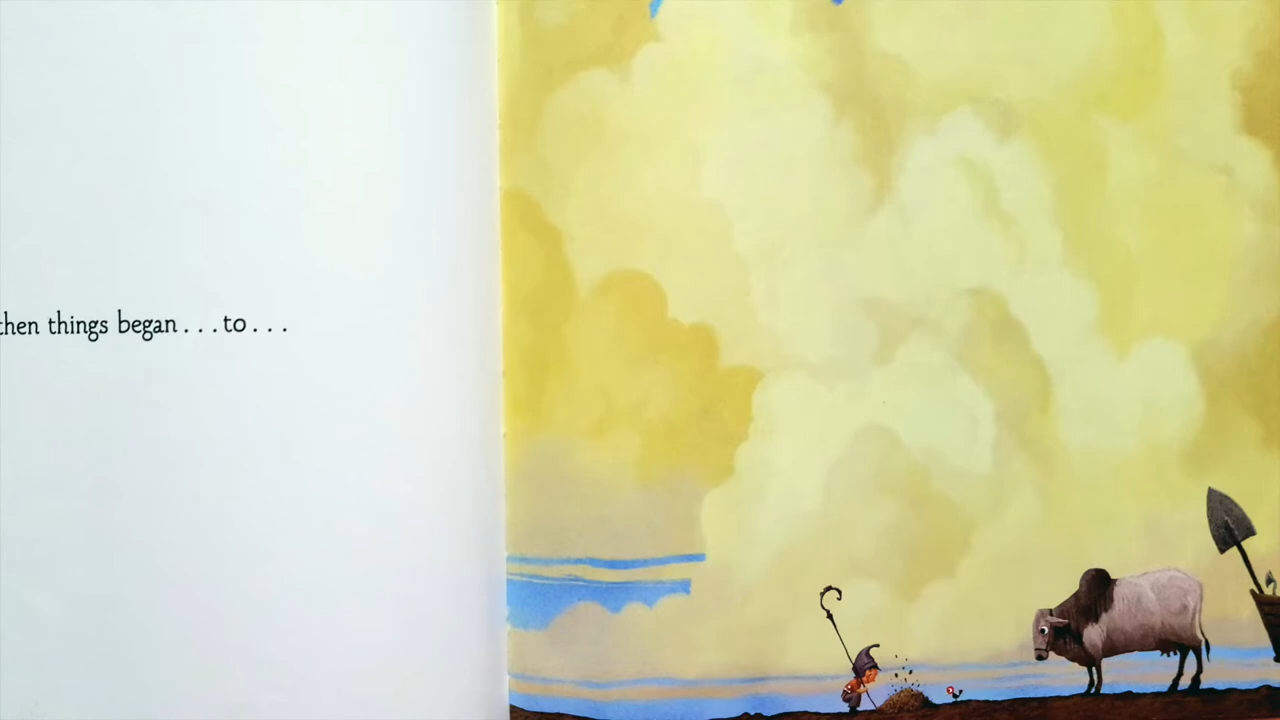 then things began . . . to . . .